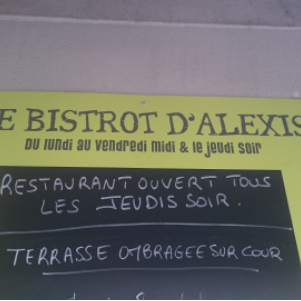 E BISTROT D'ALEXIS
DU lundi AU VENDREDI MIDI & le jeudi soir
RESTAURANT OUVERT TOUS
LES JEUDIS SOIR.
TERRASSE OMBRAGEE SUR COUR